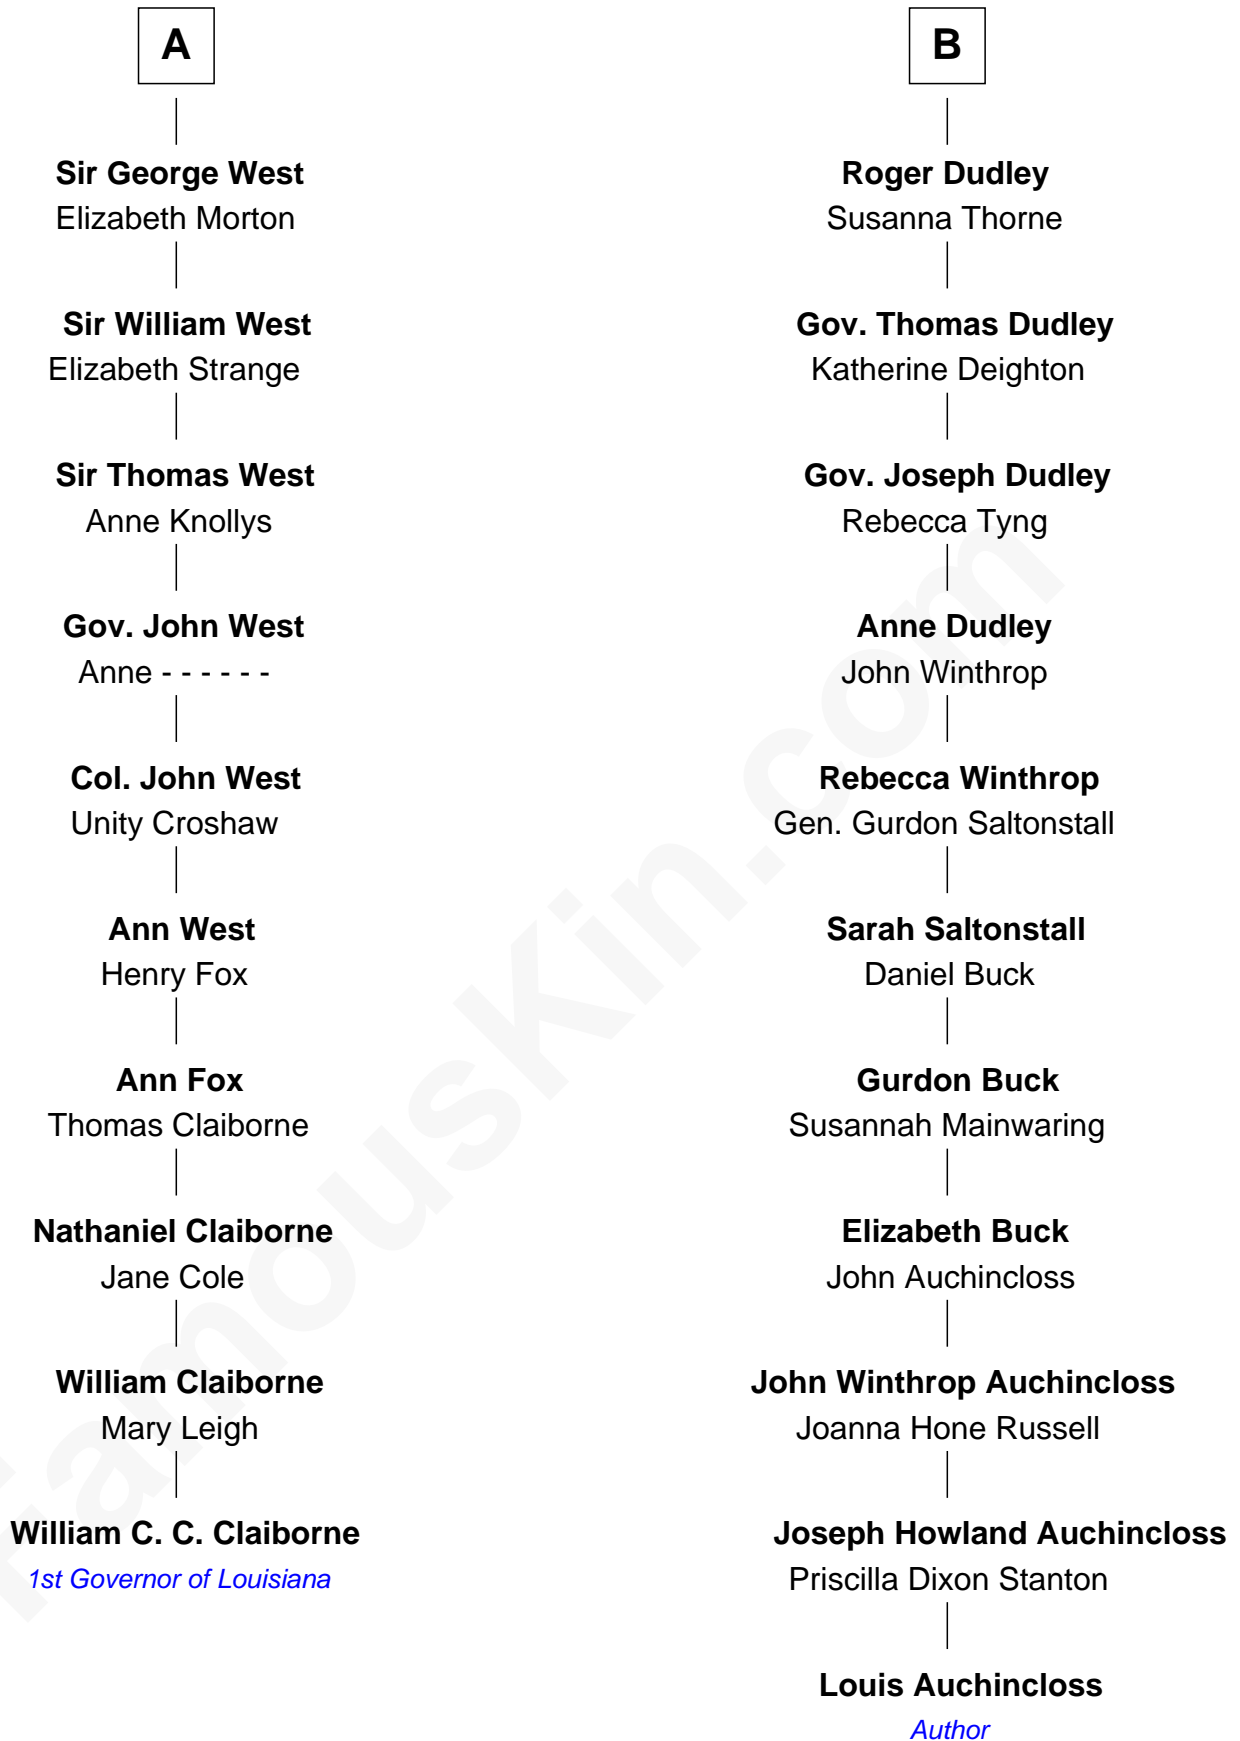 A
Sir George West
Elizabeth Morton
Sir William West
Elizabeth Strange
Sir Thomas West
Anne Knollys
Gov. John West
Anne - - - - - -
Col. John West
Unity Croshaw
Ann West
Henry Fox
Ann Fox
Thomas Claiborne
Nathaniel Claiborne
Jane Cole
William Claiborne
Mary Leigh
William C. C. Claiborne
1st Governor of Louisiana
B
Roger Dudley
Susanna Thorne
Gov. Thomas Dudley
Katherine Deighton
Gov. Joseph Dudley
Rebecca Tyng
Anne Dudley
John Winthrop
Rebecca Winthrop
Gen. Gurdon Saltonstall
Sarah Saltonstall
Daniel Buck
Gurdon Buck
Susannah Mainwaring
Elizabeth Buck
John Auchincloss
John Winthrop Auchincloss
Joanna Hone Russell
Joseph Howland Auchincloss
Priscilla Dixon Stanton
Louis Auchincloss
Author
FamousKin.com